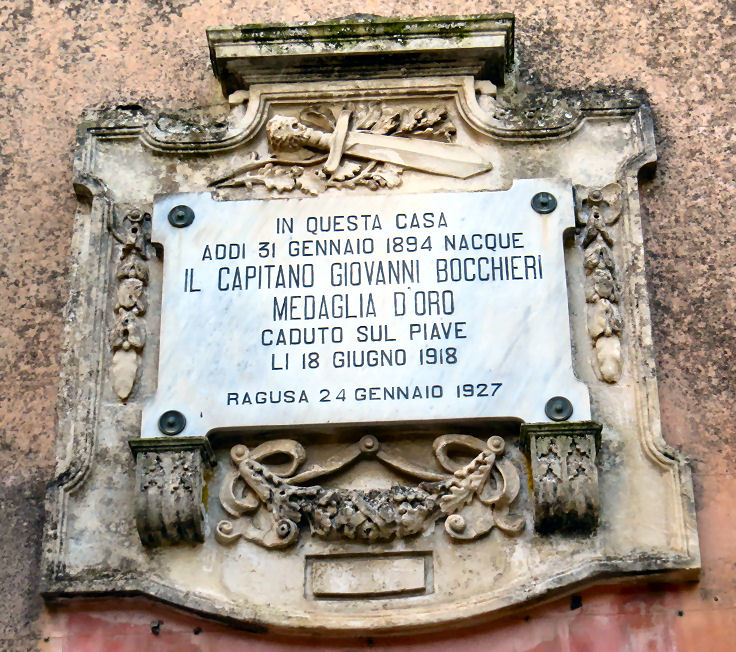 IN QUESTA CASA
ADDI 31 GENNAIO 1894 NACQUE
IL CAPITANO GIOVANNI BOCCHIERI
MEDAGLIA D'ORO
CADUTO SUL PIAVE
LI 18 GIUGNO 1918
RAGUSA 24 GENNAIO 1927